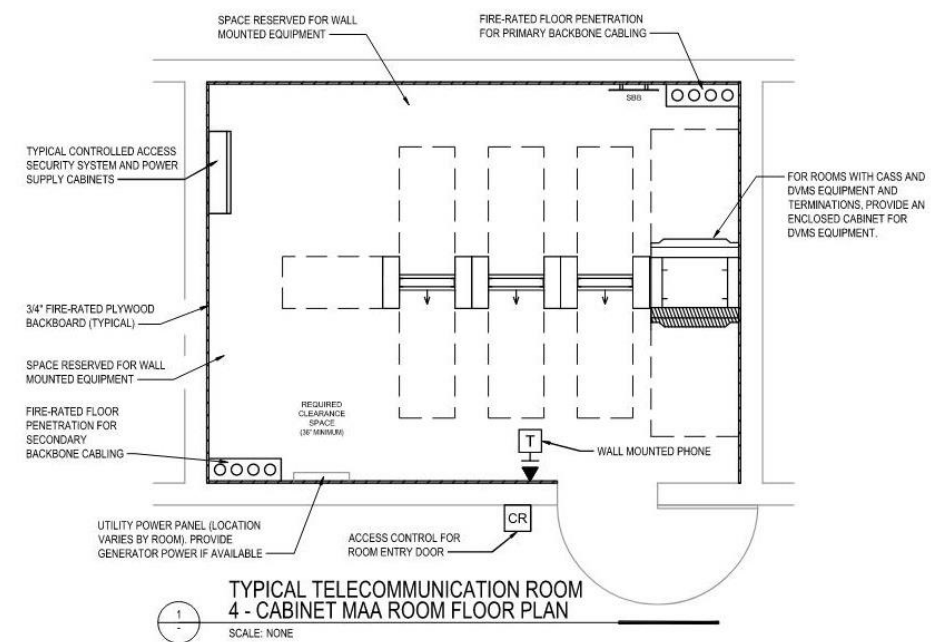 SPACE RESERVED FOR WALL
MOUNTED EQUIPMENT
FIRE-RATED FLOOR PENETRATION
FOR PRIMARY BACKBONE CABLING
SBB
TYPICAL CONTROLLED ACCESS
SECURITY SYSTEM AND POWER
SUPPLY CABINETS
FOR ROOMS WITH CASS AND
DVMS EQUIPMENT AND
TERMINATIONS, PROVIDE AN
ENCLOSED CABINET FOR
DVMS EQUIPMENT.
3/4" FIRE-RATED PLYWOOD
BACKBOARD (TYPICAL)
SPACE RESERVED FOR WALL
MOUNTED EQUIPMENT
FIRE-RATED FLOOR
PENETRATION FOR
SECONDARY
BACKBONE CABLING
REQUIRED
CLEARANCE
SPACE
(36" MINIMUM)
T
WALL MOUNTED PHONE
CR
UTILITY POWER PANEL (LOCATION
VARIES BY ROOM). PROVIDE
GENERATOR POWER IF AVAILABLE
ACCESS CONTROL FOR
ROOM ENTRY DOOR
1
-
TYPICAL TELECOMMUNICATION ROOM
4 - CABINET MAA ROOM FLOOR PLAN
SCALE: NONE